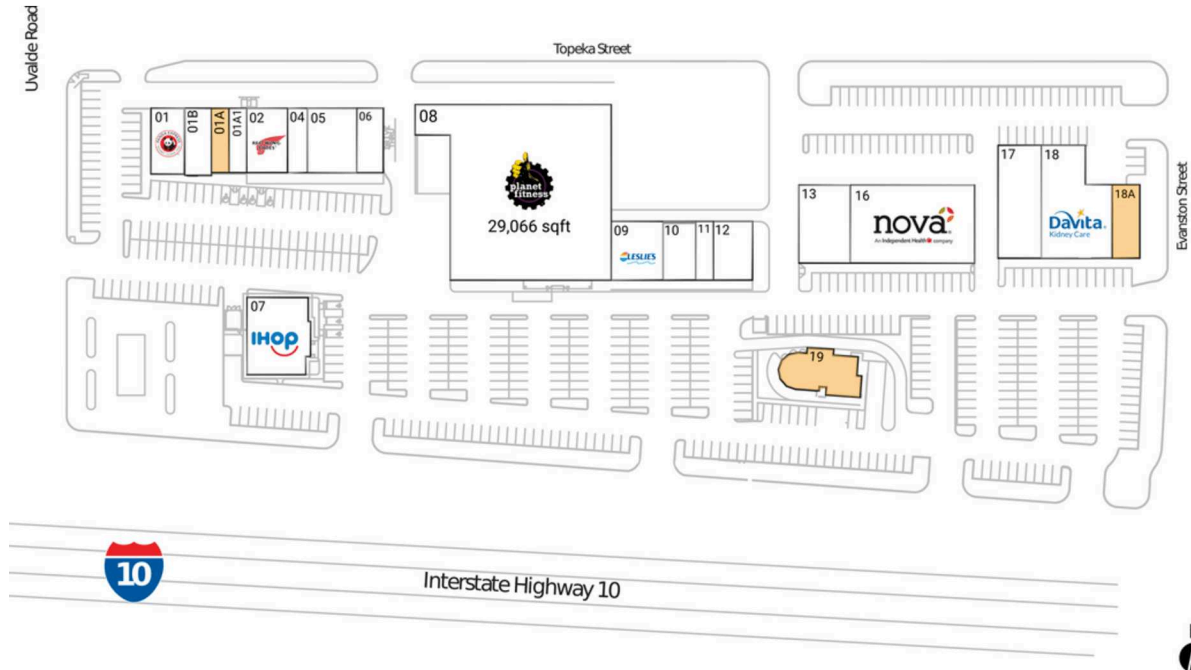 Uvalde Road
Topeka Street
01
01B
01A
01A1
02
04
05
06
08
planet
fitness
29,066 sqft
09
LESLIES
10
11
12
13
16
nova
An Independent Health company
17
18
DaVita.
Kidney Care
18A
Evanston Street
07
IHOP
19
10
Interstate Highway 10